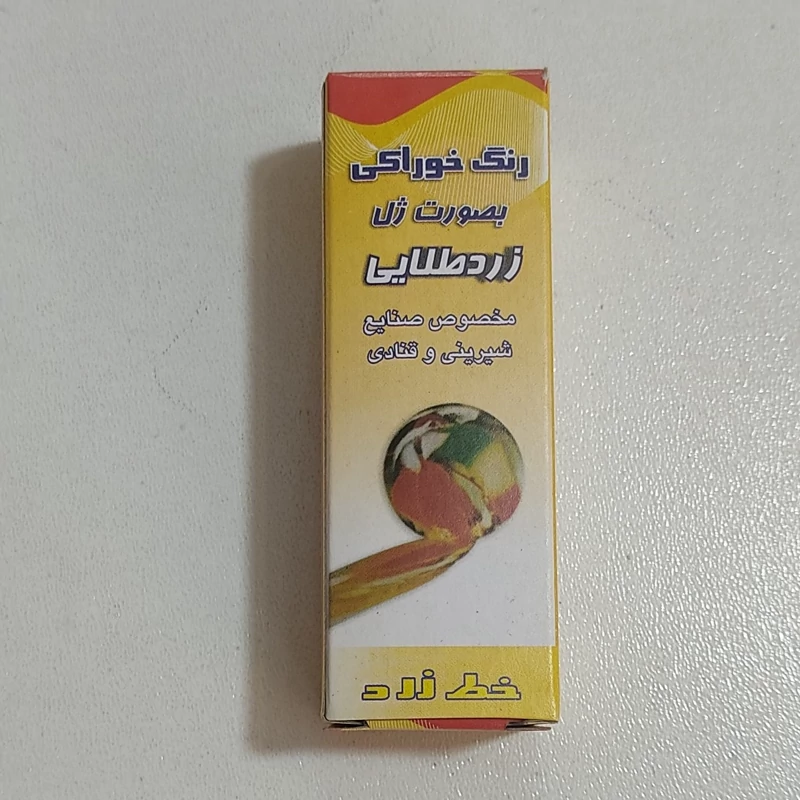 رنگ خوراکی
بصورت ژل
زردطلایی
مخصوص صنایع
شیرینی و قنادی
خط زرد